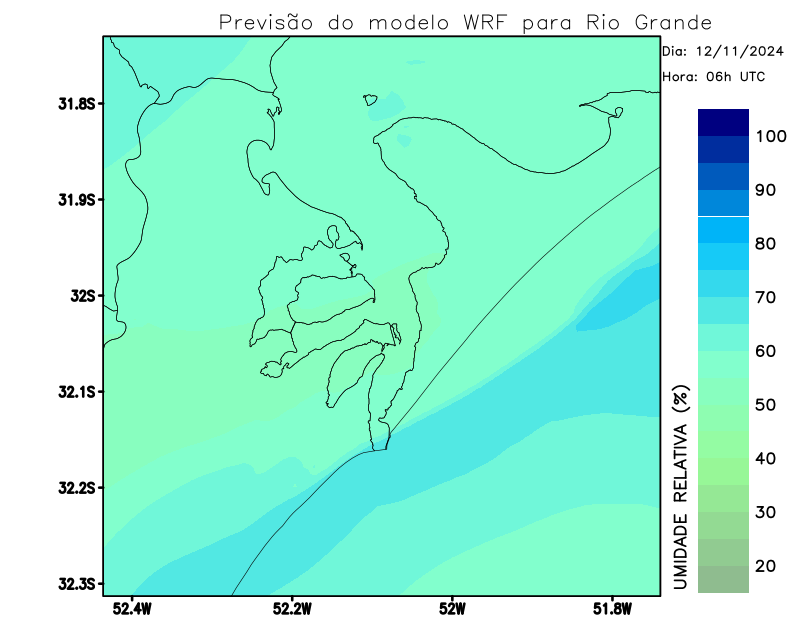 Previsão do modelo WRF para Rio Grande
Dia: 12/11/2024
Hora: 06h UTC
31.8S
31.9S
32S
32.1S
32.2S
32.3S
52.4W
52.2W
52W
51.8W
100
90
80
70
60
50
40
30
20
UMIDADE RELATIVA (%)